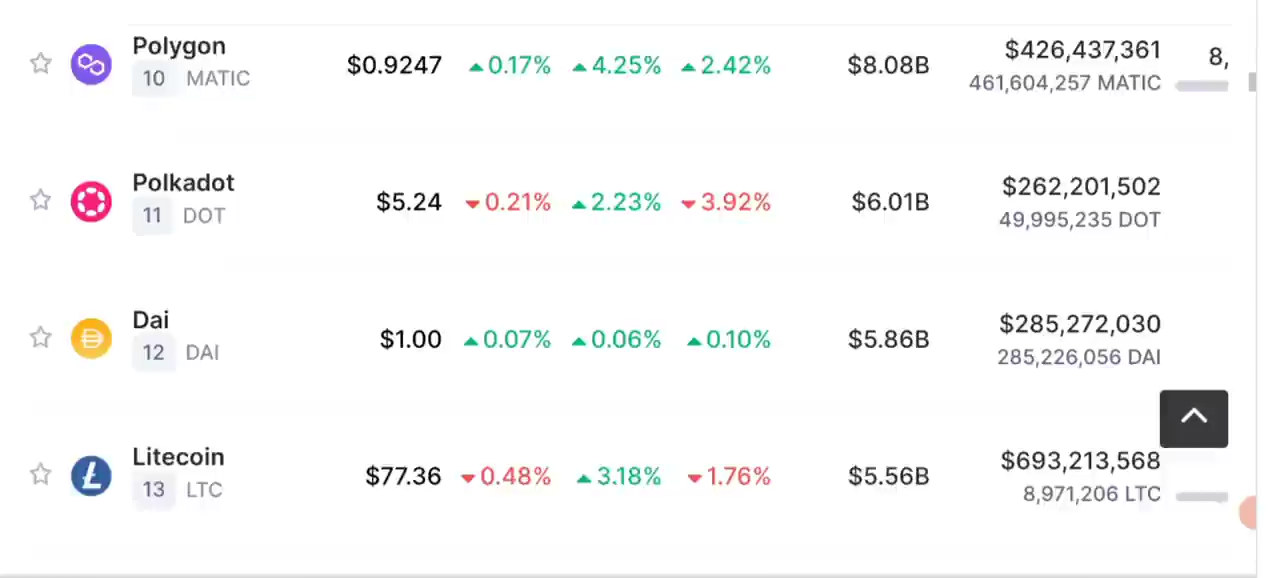 Polygon
10 MATIC
$0.9247 0.17% 4.25% 2.42% $8.08B
$426,437,361
461,604,257 MATIC
8,
Polkadot
11 DOT
$5.24 0.21% 2.23% 3.92% $6.01B
$262,201,502
49,995,235 DOT
Dai
12 DAI
$1.00 0.07% 0.06% 0.10% $5.86B
$285,272,030
285,226,056 DAI
Litecoin
13 LTC
$77.36 0.48% 3.18% 1.76% $5.56B
$693,213,568
8,971,206 LTC